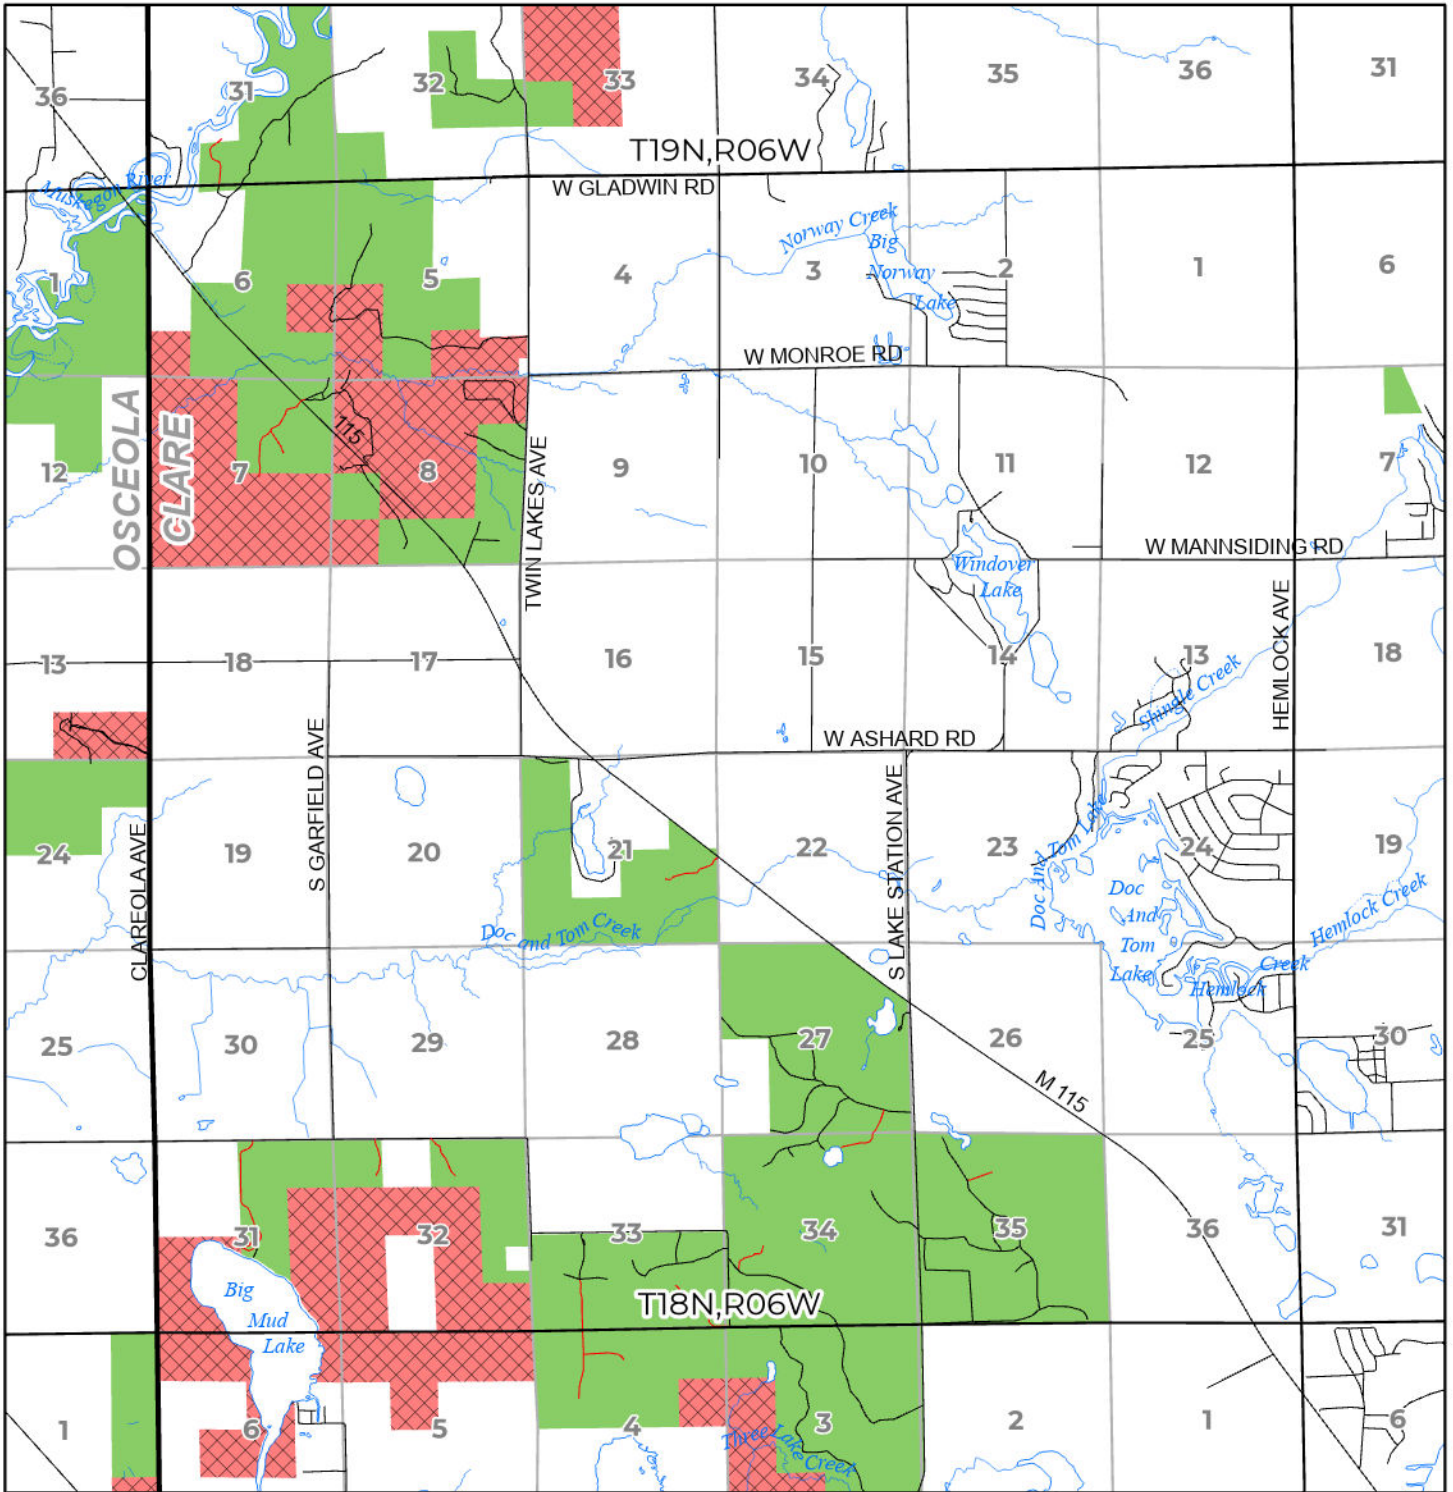 36
31
32
33
34
35
36
31
T19N,R06W
Muskegon River
W GLADWIN RD
Norway Creek
Big
Norway
Lake
1
6
5
4
3
2
1
6
W MONROE RD
OSCEOLA
CLARE
115
TWIN LAKES AVE
12
7
8
9
10
11
12
7
W MANNSIDING RD
Windover
Lake
HEMLOCK AVE
13
18
17
16
15
14
13
18
Shingle Creek
S GARFIELD AVE
W ASHARD RD
S LAKE STATION AVE
CLAREOLA AVE
24
19
20
21
22
23
24
19
Doc And Tom Lake
Doc
And
Tom
Lake
Doc and Tom Creek
Hemlock Creek
Creek
Hemlock
25
30
29
28
27
26
25
30
M 115
36
31
32
33
34
35
36
31
Big
Mud
Lake
T18N,R06W
1
6
5
4
3
2
1
6
Three Lake Creek